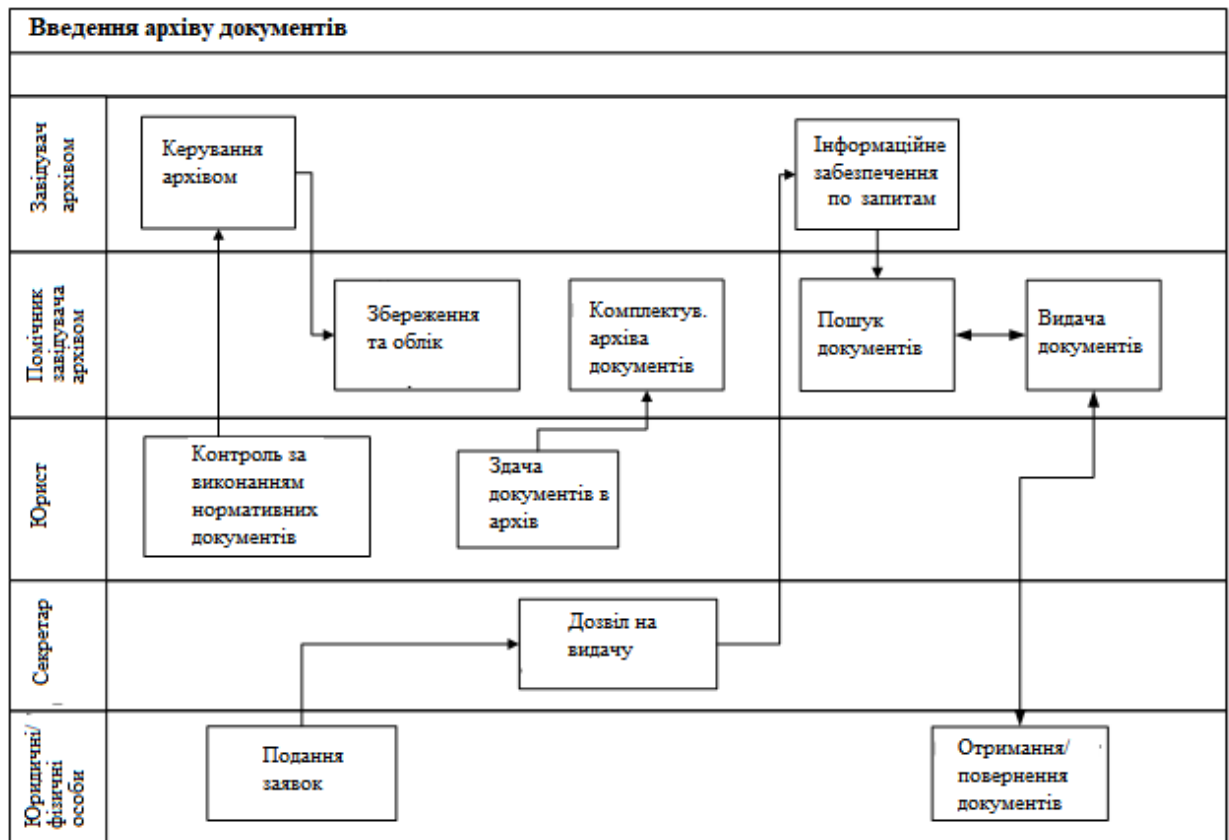 Введення архіву документів
Завідувач
архівом
Керування
архівом
Інформаційне
забезпечення
по запитам
Помічник
завідувача
архівом
Збереження
та облік
Комплектув.
архіва
документів
Пошук
документів
Видача
документів
Юрист
Контроль за
виконанням
нормативних
документів
Здача
документів в
архів
Секретар
Дозвіл на
видачу
Юридичні/
фізичні
особи
Подання
заявок
Отримання/
повернення
документів